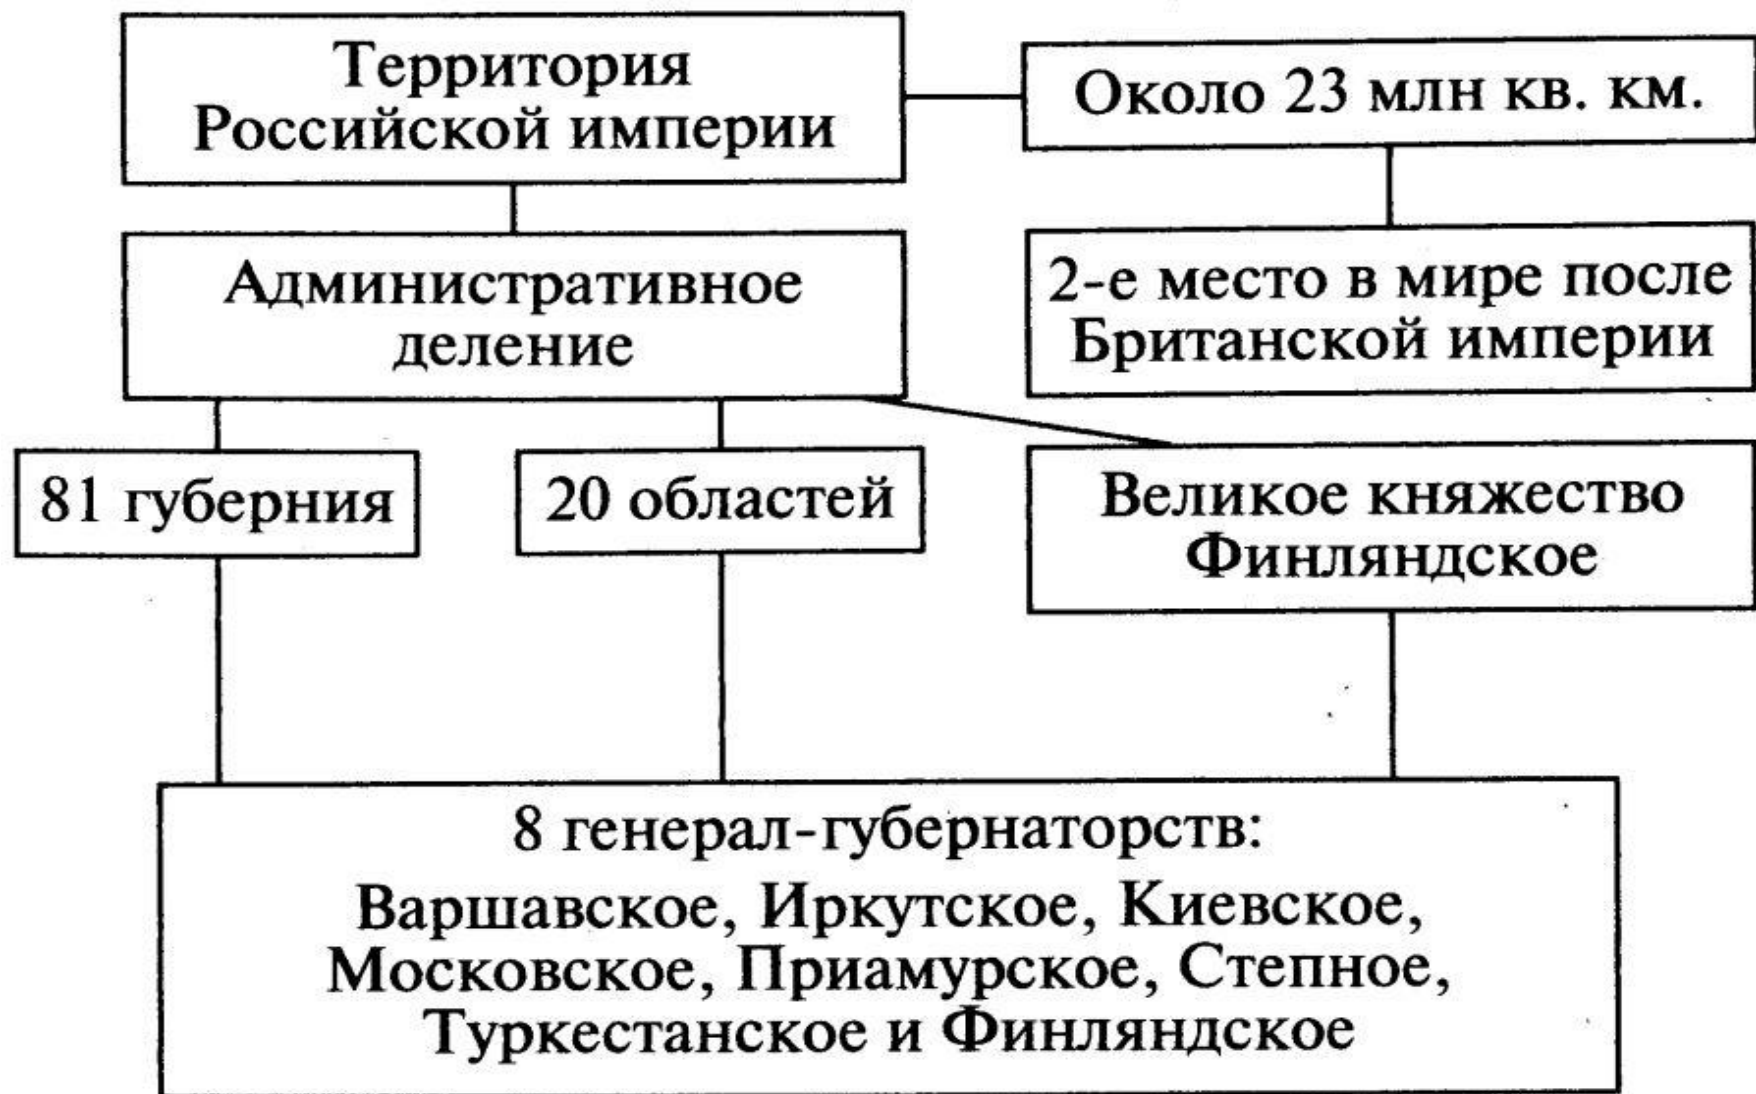 Территория
Российской империи
Около 23 млн кв. км.
Административное
деление
2-е место в мире после
Британской империи
81 губерния
20 областей
Великое княжество
Финляндское
8 генерал-губернаторств:
Варшавское, Иркутское, Киевское,
Московское, Приамурское, Степное,
Туркестанское и Финляндское